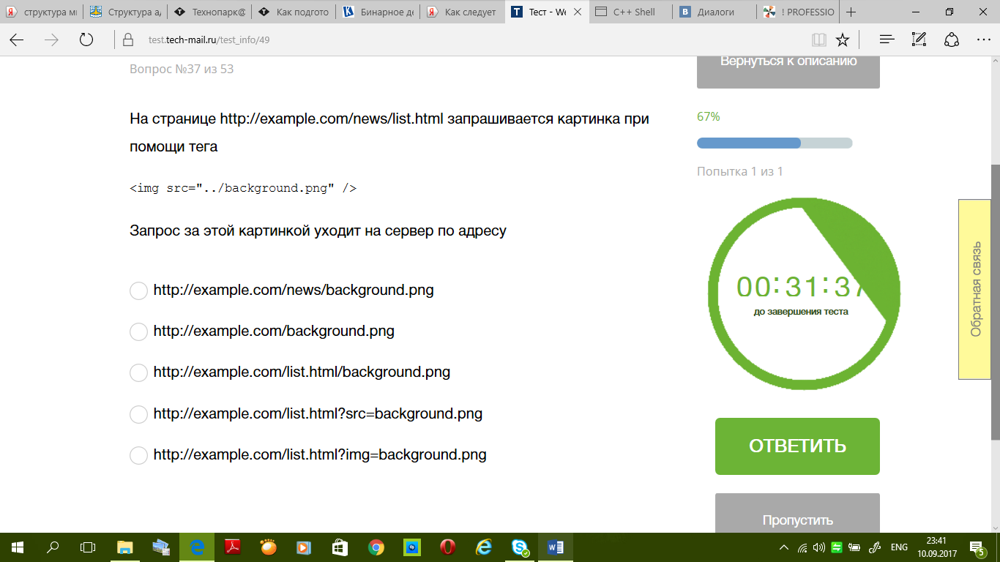 структура ми
Структура ад
Технопарк@
Как подгото
Бинарное де
Как следует
Тест - We
C++ Shell
Диалоги
! PROFESSIO
test.tech-mail.ru/test_info/49
Вопрос №37 из 53
Вернуться к описанию
На странице http://example.com/news/list.html запрашивается картинка при
помощи тега
67%
Попытка 1 из 1
<img src="../background.png" />
Запрос за этой картинкой уходит на сервер по адресу
http://example.com/news/background.png
http://example.com/background.png
http://example.com/list.html/background.png
http://example.com/list.html?src=background.png
http://example.com/list.html?img=background.png
00:31:37
до завершения теста
Обратная связь
ОТВЕТИТЬ
Пропустить
ENG
23:41
10.09.2017
5